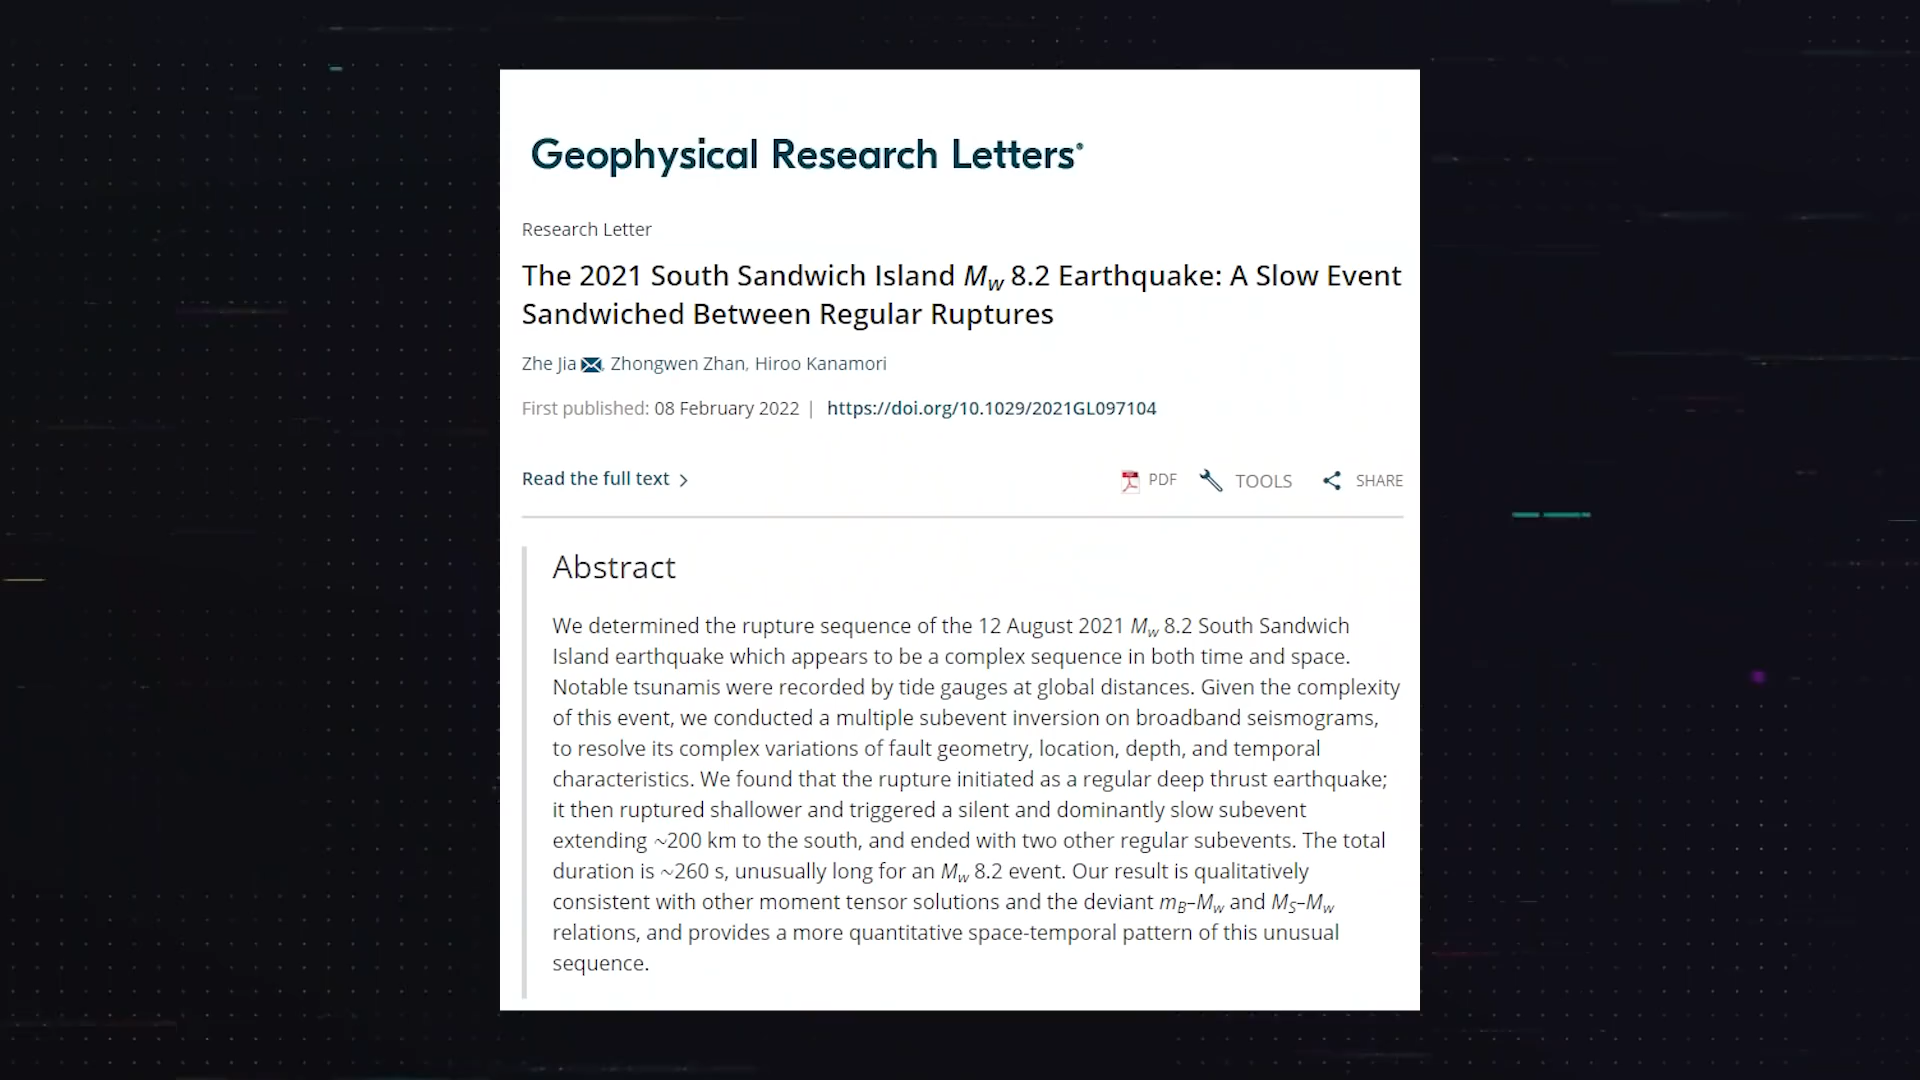 Geophysical Research Letters®
Research Letter
The 2021 South Sandwich Island Mw 8.2 Earthquake: A Slow Event
Sandwiched Between Regular Ruptures
Zhe Jia, Zhongwen Zhan, Hiroo Kanamori
First published: 08 February 2022 | https://doi.org/10.1029/2021GL097104
Read the full text > PDF TOOLS SHARE
Abstract
We determined the rupture sequence of the 12 August 2021 Mw 8.2 South Sandwich
Island earthquake which appears to be a complex sequence in both time and space.
Notable tsunamis were recorded by tide gauges at global distances. Given the complexity
of this event, we conducted a multiple subevent inversion on broadband seismograms,
to resolve its complex variations of fault geometry, location, depth, and temporal
characteristics. We found that the rupture initiated as a regular deep thrust earthquake;
it then ruptured shallower and triggered a silent and dominantly slow subevent
extending ~200 km to the south, and ended with two other regular subevents. The total
duration is ~260 s, unusually long for an Mw 8.2 event. Our result is qualitatively
consistent with other moment tensor solutions and the deviant mB–Mw and MS–Mw
relations, and provides a more quantitative space-temporal pattern of this unusual
sequence.